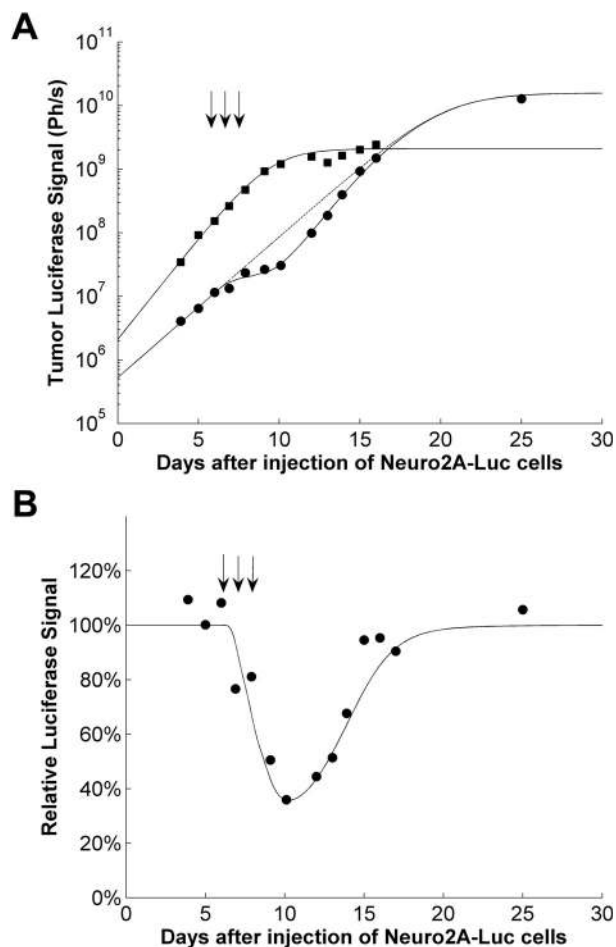 A
10^11
10^10
10^9
10^8
10^7
10^6
10^5
Tumor Luciferase Signal (Ph/s)
0 5 10 15 20 25 30
Days after injection of Neuro2A-Luc cells
B
120%
100%
80%
60%
40%
20%
0%
Relative Luciferase Signal
0 5 10 15 20 25 30
Days after injection of Neuro2A-Luc cells